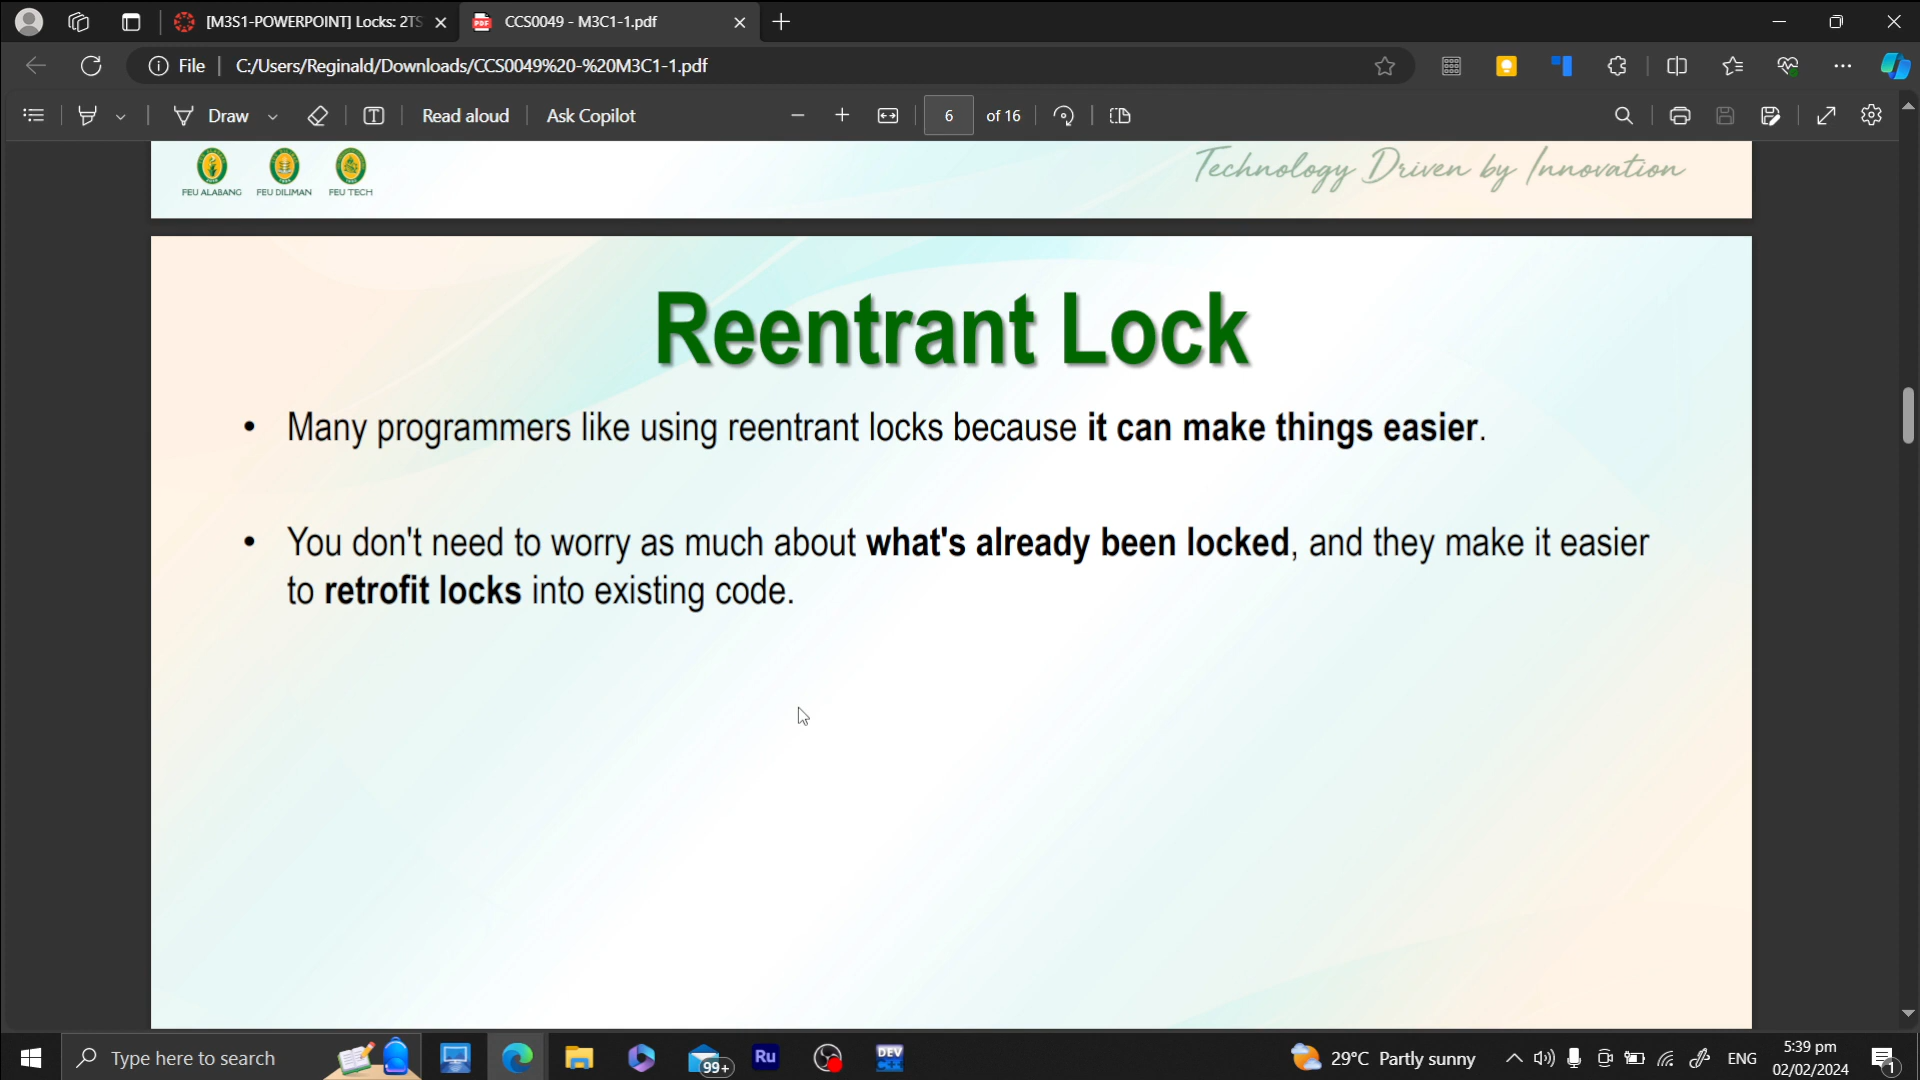 [M3S1-POWERPOINT] Locks: 2TS
CCS0049 - M3C1-1.pdf
File
C:/Users/Reginald/Downloads/CCS0049%20-%20M3C1-1.pdf
Draw
Read aloud
Ask Copilot
6 of 16
FEU ALABANG FEU DILIMAN FEU TECH
Technology Driven by Innovation
Reentrant Lock
• Many programmers like using reentrant locks because it can make things easier.
• You don't need to worry as much about what's already been locked, and they make it easier
to retrofit locks into existing code.
Type here to search
99+
Ru
DEV
C++
29°C Partly sunny
ENG
5:39 pm
02/02/2024
1